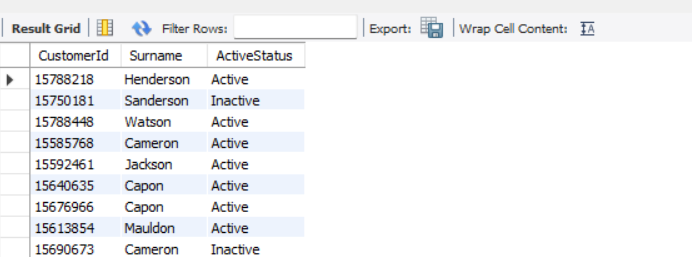 Result Grid Filter Rows: Export: Wrap Cell Content: IA
CustomerId Surname ActiveStatus
15788218 Henderson Active
15750181 Sanderson Inactive
15788448 Watson Active
15585768 Cameron Active
15592461 Jackson Active
15640635 Capon Active
15676966 Capon Active
15613854 Mauldon Active
15690673 Cameron Inactive